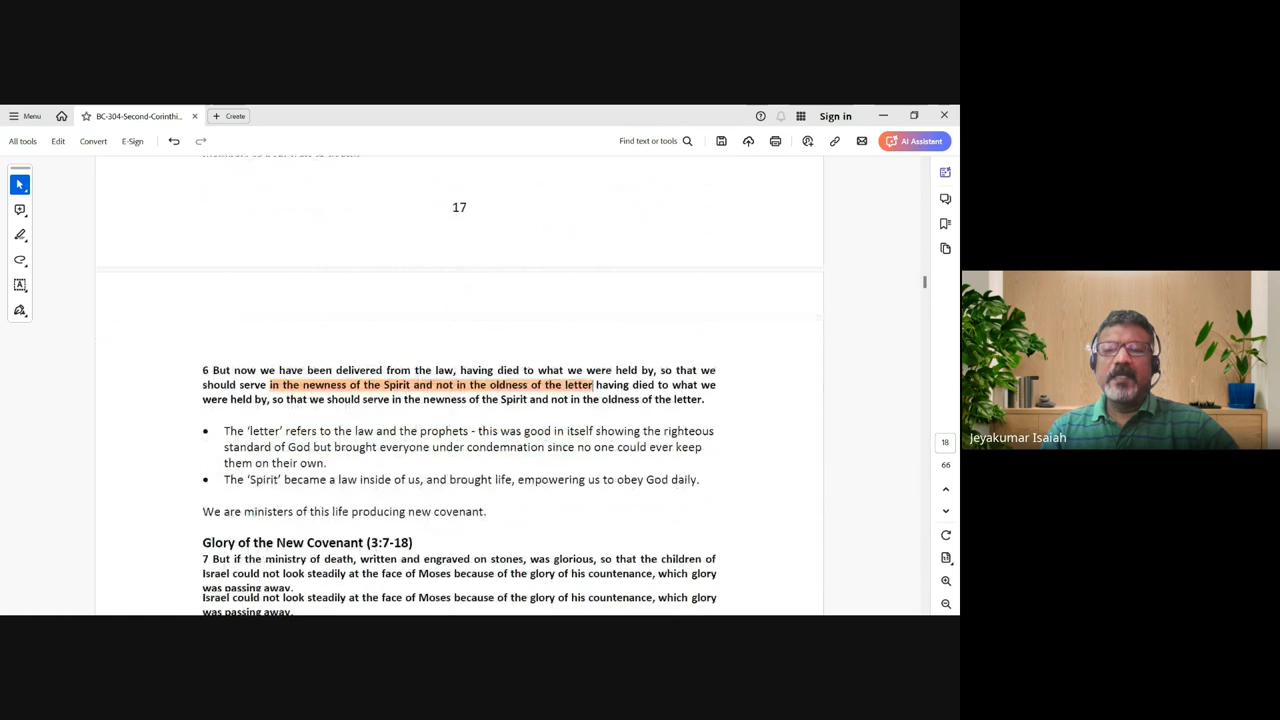 Menu
BC-304-Second-Corinthi...
Create
Sign in
All tools
Edit
Convert
E-Sign
Find text or tools
AI Assistant
17
6 But now we have been delivered from the law, having died to what we were held by, so that we
should serve in the newness of the Spirit and not in the oldness of the letter having died to what we
were held by, so that we should serve in the newness of the Spirit and not in the oldness of the letter.
• The ‘letter’ refers to the law and the prophets - this was good in itself showing the righteous
standard of God but brought everyone under condemnation since no one could ever keep
them on their own.
• The ‘Spirit’ became a law inside of us, and brought life, empowering us to obey God daily.
We are ministers of this life producing new covenant.
Glory of the New Covenant (3:7-18)
7 But if the ministry of death, written and engraved on stones, was glorious, so that the children of
Israel could not look steadily at the face of Moses because of the glory of his countenance, which glory
was passing away.
Israel could not look steadily at the face of Moses because of the glory of his countenance, which glory
was passing away.
18
66
Jeyakumar Isaiah